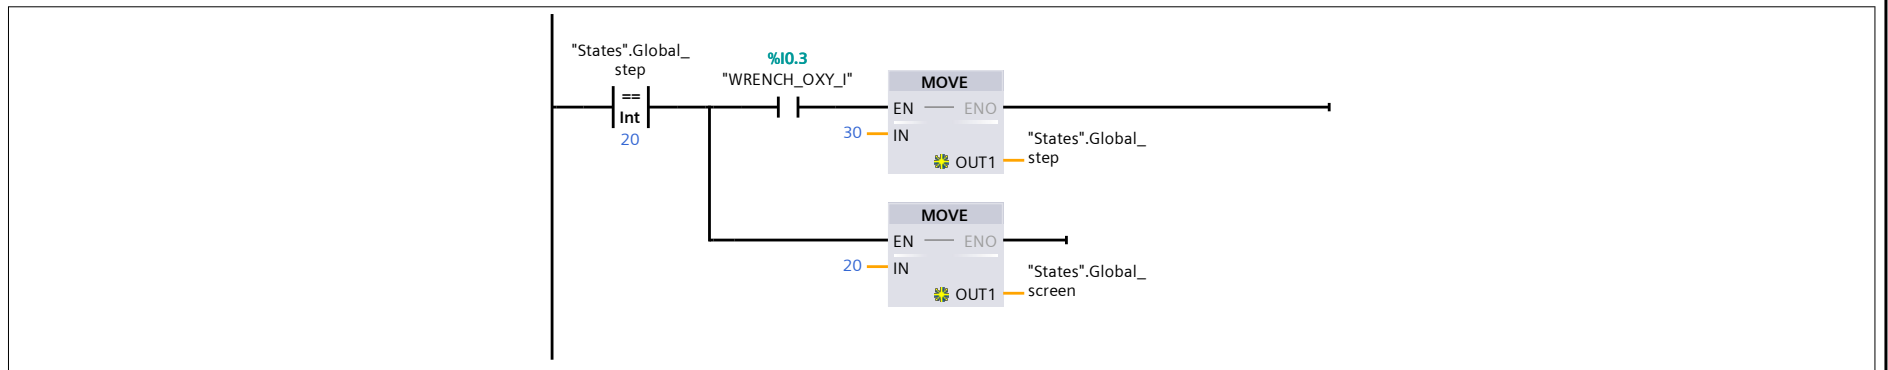 "States".Global_
step
==
Int
20
%I0.3
"WRENCH_OXY_I"
MOVE
EN
ENO
30
IN
OUT1
"States".Global_
step
MOVE
EN
ENO
20
IN
OUT1
"States".Global_
screen